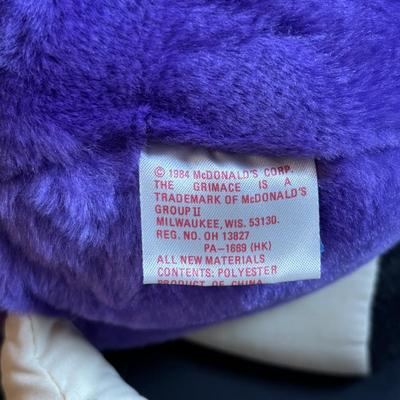 © 1984 McDONALD'S CORP.
THE GRIMACE IS A
TRADEMARK OF McDONALD'S
GROUP II
MILWAUKEE, WIS. 53130.
REG. NO. OH 13827
PA-1669 (HK)
ALL NEW MATERIALS
CONTENTS: POLYESTER
PRODUCT OF CHINA